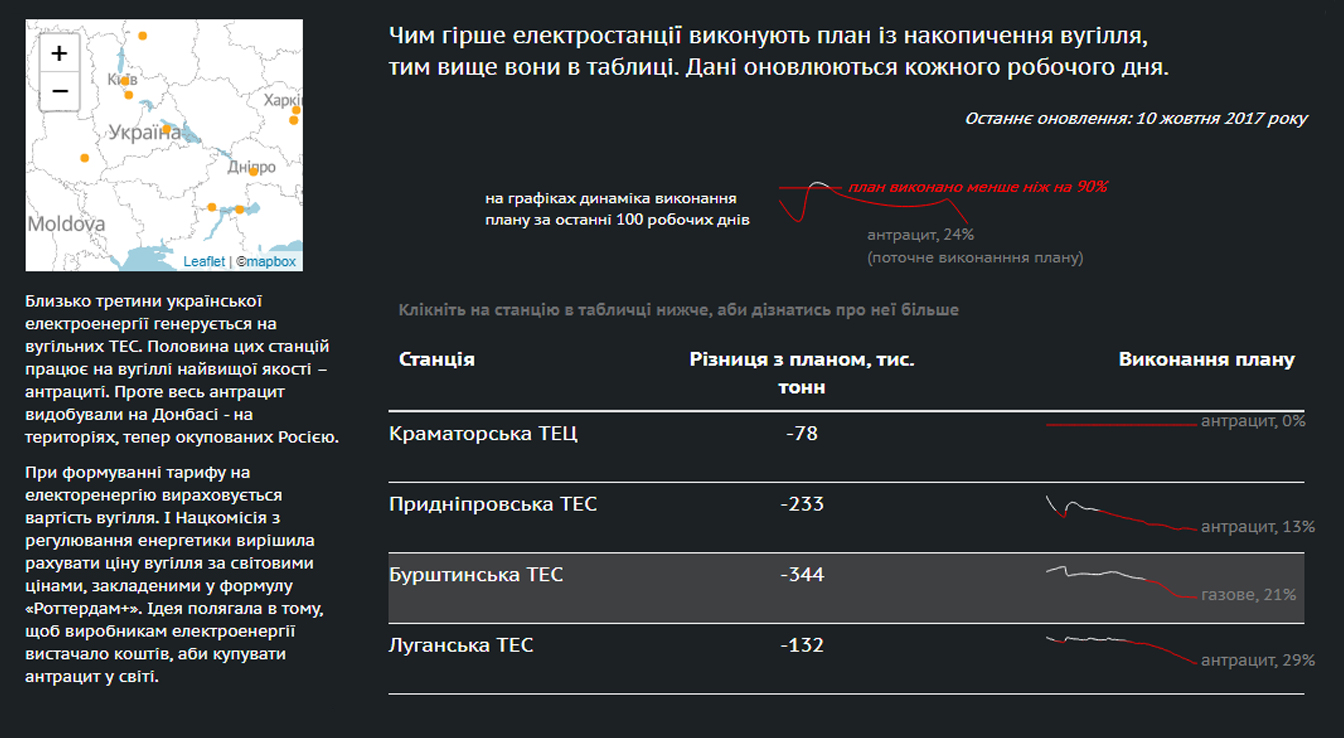 +
−
Київ
Харкі
Україна
Дніпро
Moldova
Leaflet | ©mapbox
Близько третини української
електроенергії генерується на
вугільних ТЕС. Половина цих станцій
працює на вугіллі найвищої якості –
антрациті. Проте весь антрацит
видобували на Донбасі - на
територіях, тепер окупованих Росією.
При формуванні тарифу на
електоренергію вираховується
вартість вугілля. І Нацкомісія з
регулювання енергетики вирішила
рахувати ціну вугілля за світовими
цінами, закладеними у формулу
«Роттердам+». Ідея полягала в тому,
щоб виробникам електроенергії
вистачало коштів, аби купувати
антрацит у світі.
Чим гірше електростанції виконують план із накопичення вугілля,
тим вище вони в таблиці. Дані оновлюються кожного робочого дня.
Останнє оновлення: 10 жовтня 2017 року
на графіках динаміка виконання
плану за останні 100 робочих днів
план виконано менше ніж на 90%
антрацит, 24%
(поточне виконанння плану)
Клікніть на станцію в табличці нижче, аби дізнатись про неї більше
Станція Різниця з планом, тис. Виконання плану
тонн
Краматорська ТЕЦ -78 антрацит, 0%
Придніпровська ТЕС -233 антрацит, 13%
Бурштинська ТЕС -344 газове, 21%
Луганська ТЕС -132 антрацит, 29%